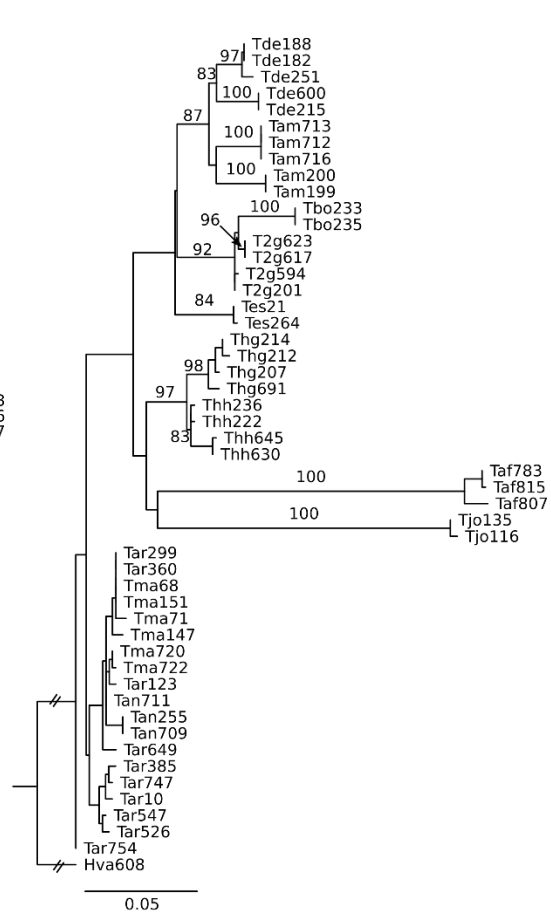 Tde188
97
Tde182
83
Tde251
100
Tde600
Tde215
87
Tam713
100
Tam712
Tam716
100
Tam200
Tam199
100
Tbo233
96
Tbo235
T2g623
92
T2g617
T2g594
T2g201
84
Tes21
Tes264
Thg214
Thg212
98
Thg207
Thg691
97
Thh236
Thh222
83
Thh645
Thh630
100
Taf783
Taf815
Taf807
100
Tjo135
Tjo116
Tar299
Tar360
Tma68
Tma151
Tma71
Tma147
Tma720
Tma722
Tar123
Tan711
Tan255
Tan709
Tar649
Tar385
Tar747
Tar10
Tar547
Tar526
Tar754
Hva608
0.05